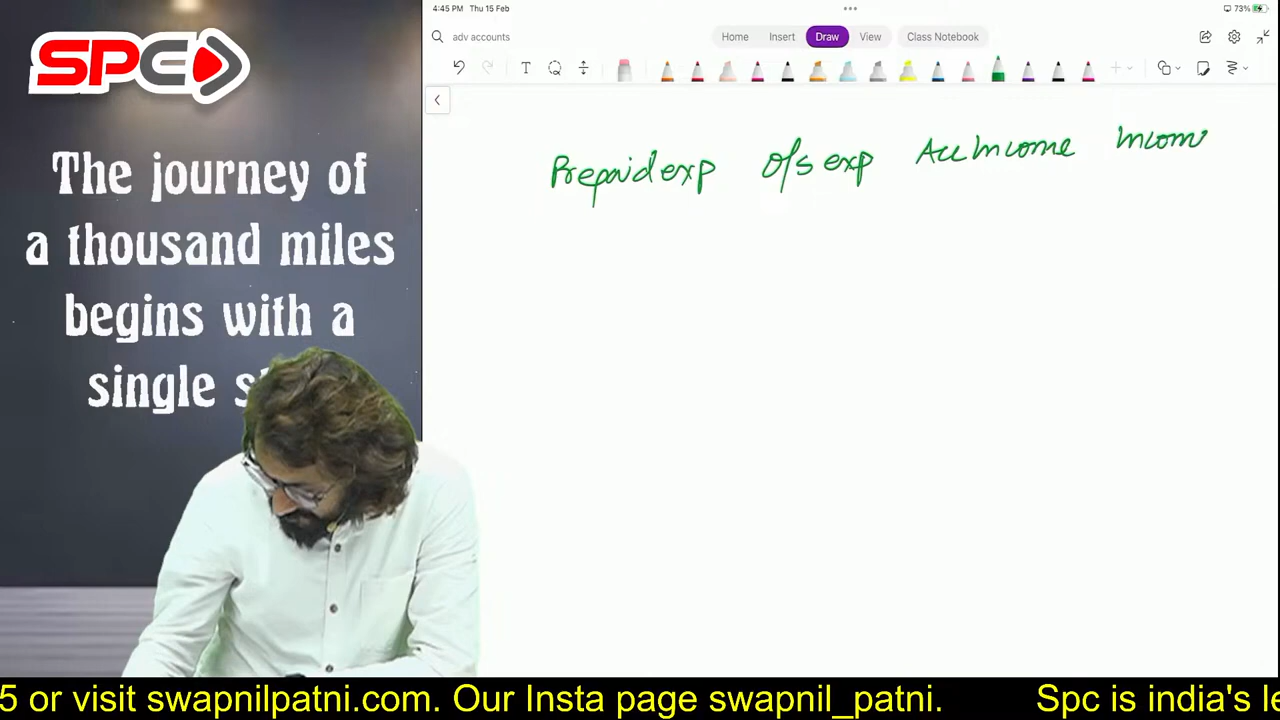 4:45 PM Thu 15 Feb
73%
SPC
adv accounts
Home Insert Draw View Class Notebook
T
The journey of
a thousand miles
begins with a
single s
Prepaid exp O/s exp Acc Income Incom
5 or visit swapnilpatni.com. Our Insta page swapnil_patni. Spc is india's le